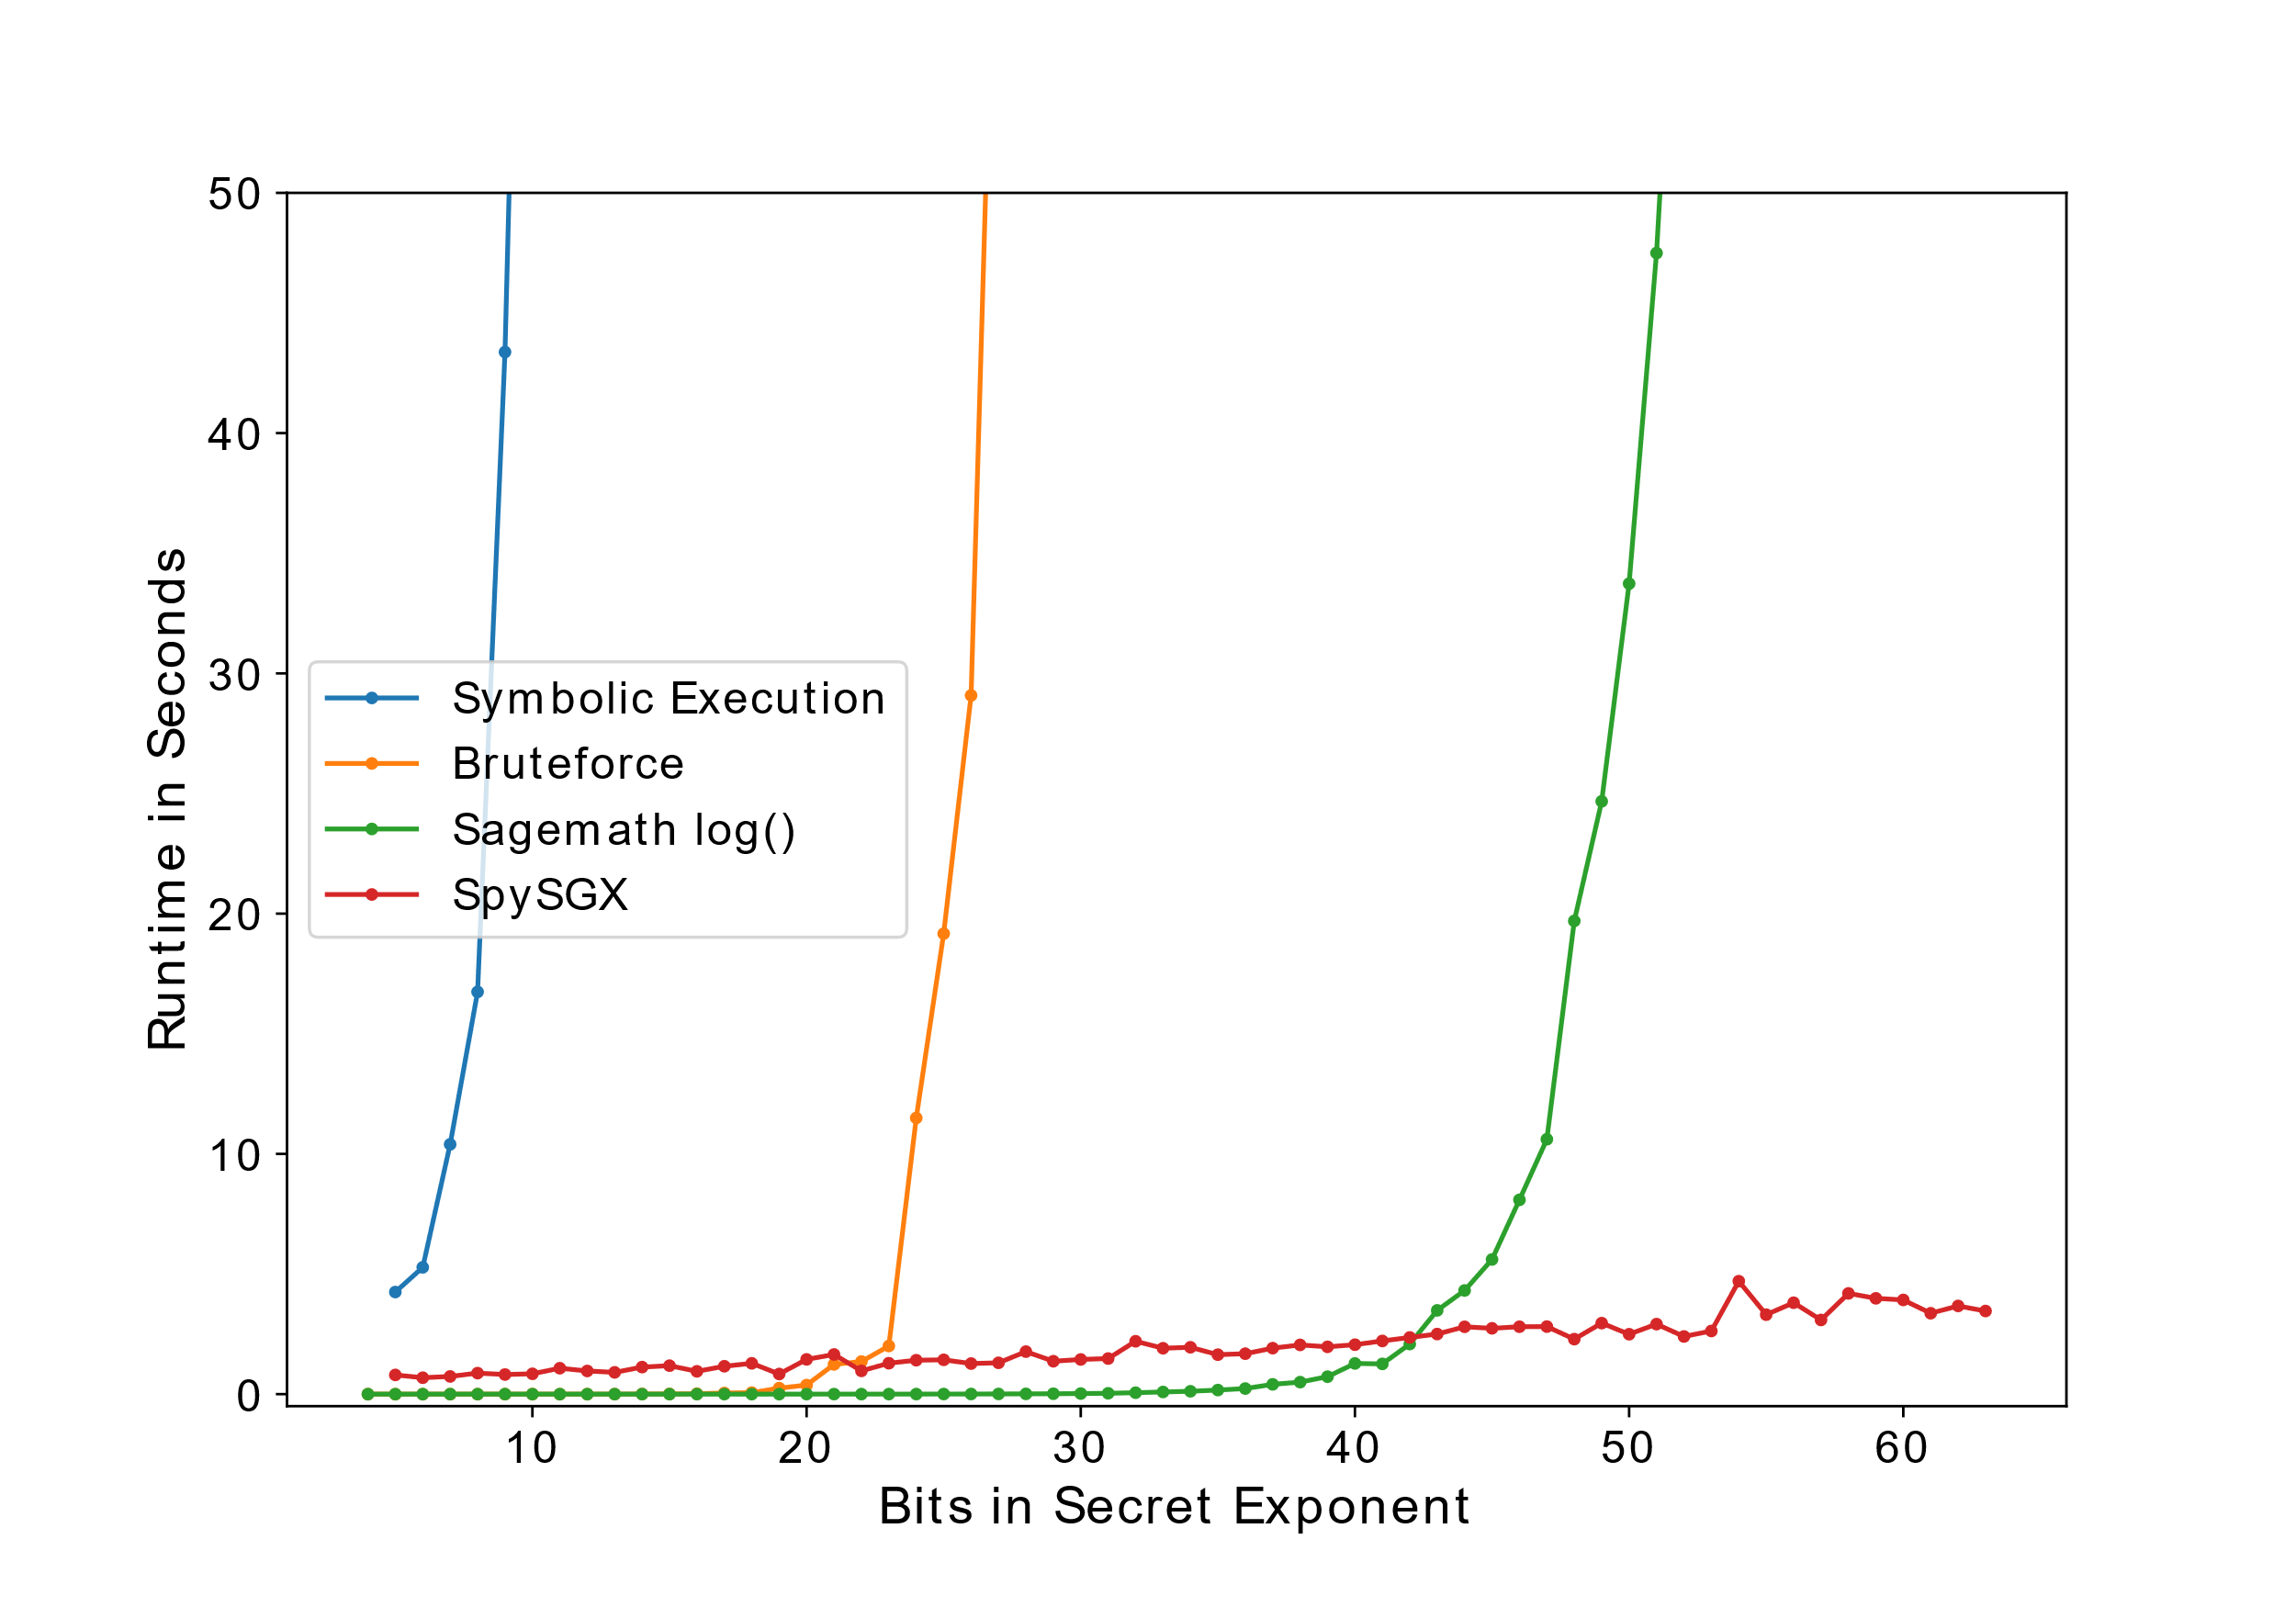 50
40
30
20
10
0
Runtime in Seconds
Symbolic Execution
Bruteforce
Sagemath log()
SpySGX
10 20 30 40 50 60
Bits in Secret Exponent